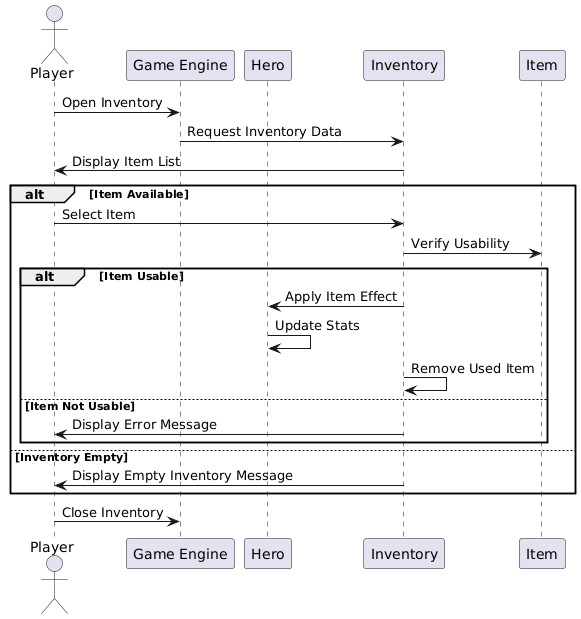 Player
Game Engine
Hero
Inventory
Item
Open Inventory
Request Inventory Data
Display Item List
alt
[Item Available]
Select Item
Verify Usability
alt
[Item Usable]
Apply Item Effect
Update Stats
Remove Used Item
[Item Not Usable]
Display Error Message
[Inventory Empty]
Display Empty Inventory Message
Close Inventory
Player
Game Engine
Hero
Inventory
Item